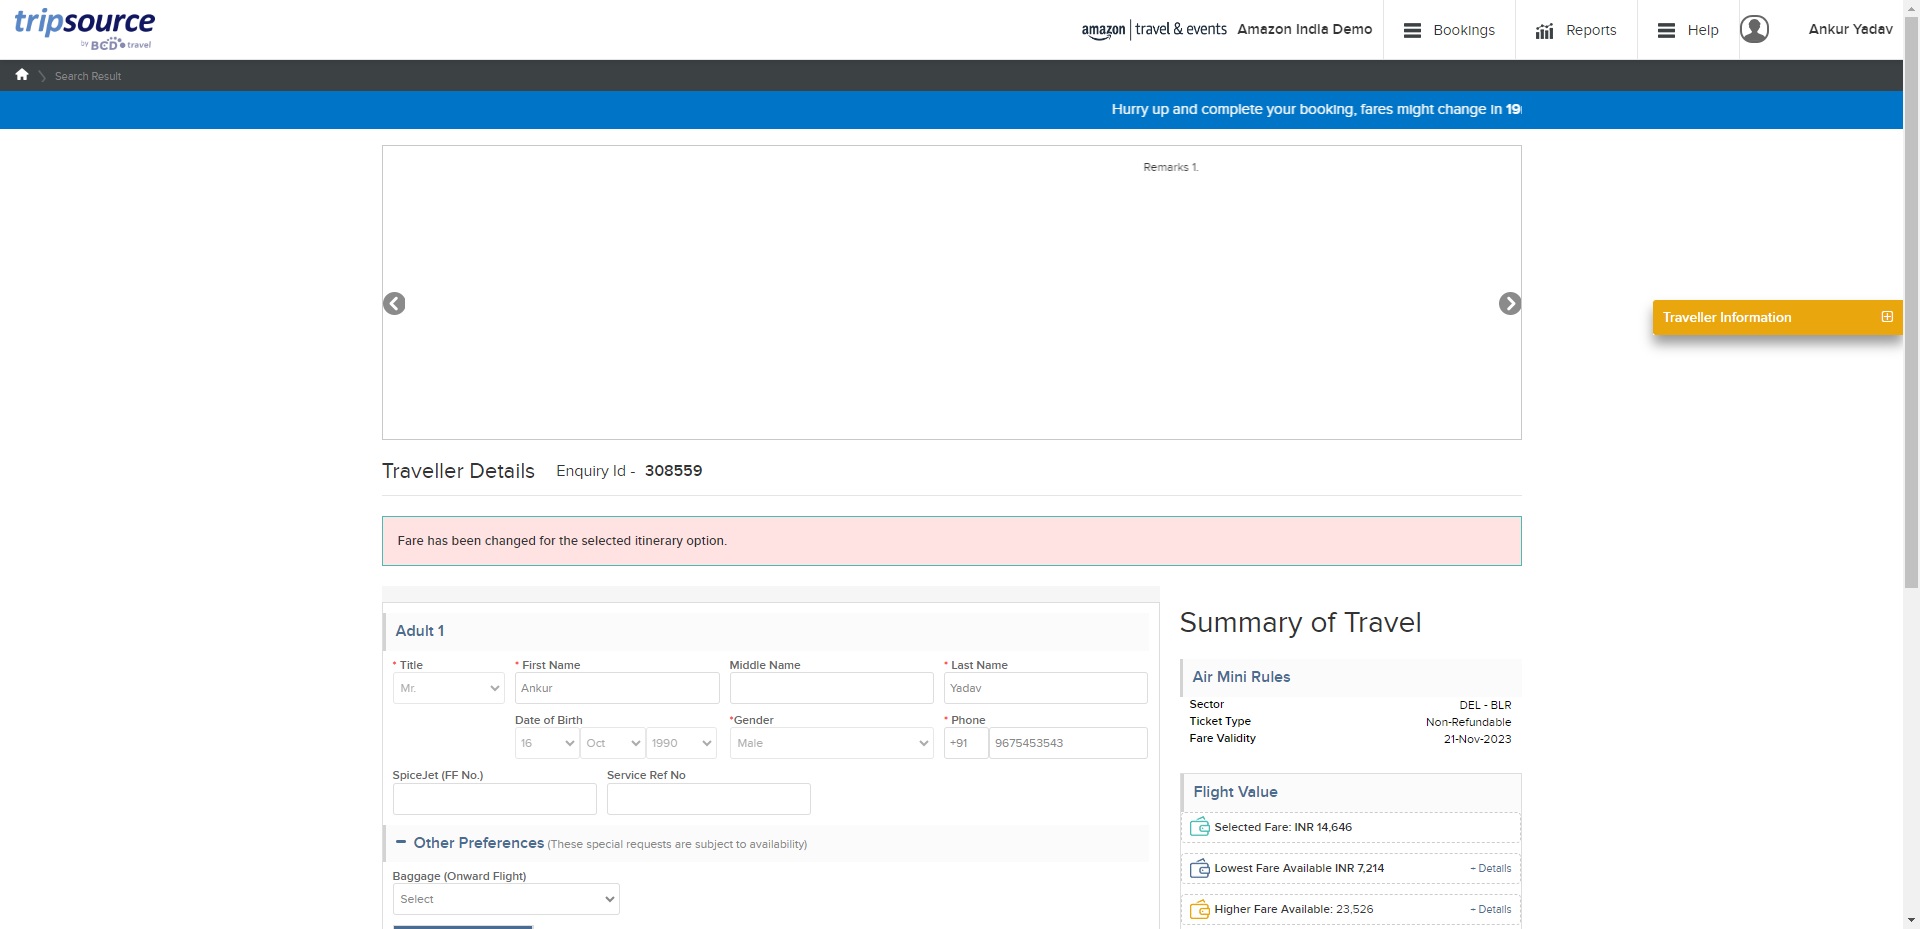 tripsource
by BCD travel
amazon travel & events Amazon India Demo Bookings Reports Help Ankur Yadav
Search Result
Hurry up and complete your booking, fares might change in 19
Remarks 1.
Traveller Information
Traveller Details Enquiry Id - 308559
Fare has been changed for the selected itinerary option.
Adult 1
* Title * First Name Middle Name * Last Name
Mr. Ankur Yadav
Date of Birth *Gender * Phone
16 Oct 1990 Male +91 9675453543
SpiceJet (FF No.) Service Ref No
Other Preferences (These special requests are subject to availability)
Baggage (Onward Flight)
Select
Summary of Travel
Air Mini Rules
Sector DEL - BLR
Ticket Type Non-Refundable
Fare Validity 21-Nov-2023
Flight Value
Selected Fare: INR 14,646
Lowest Fare Available INR 7,214 + Details
Higher Fare Available: 23,526 + Details